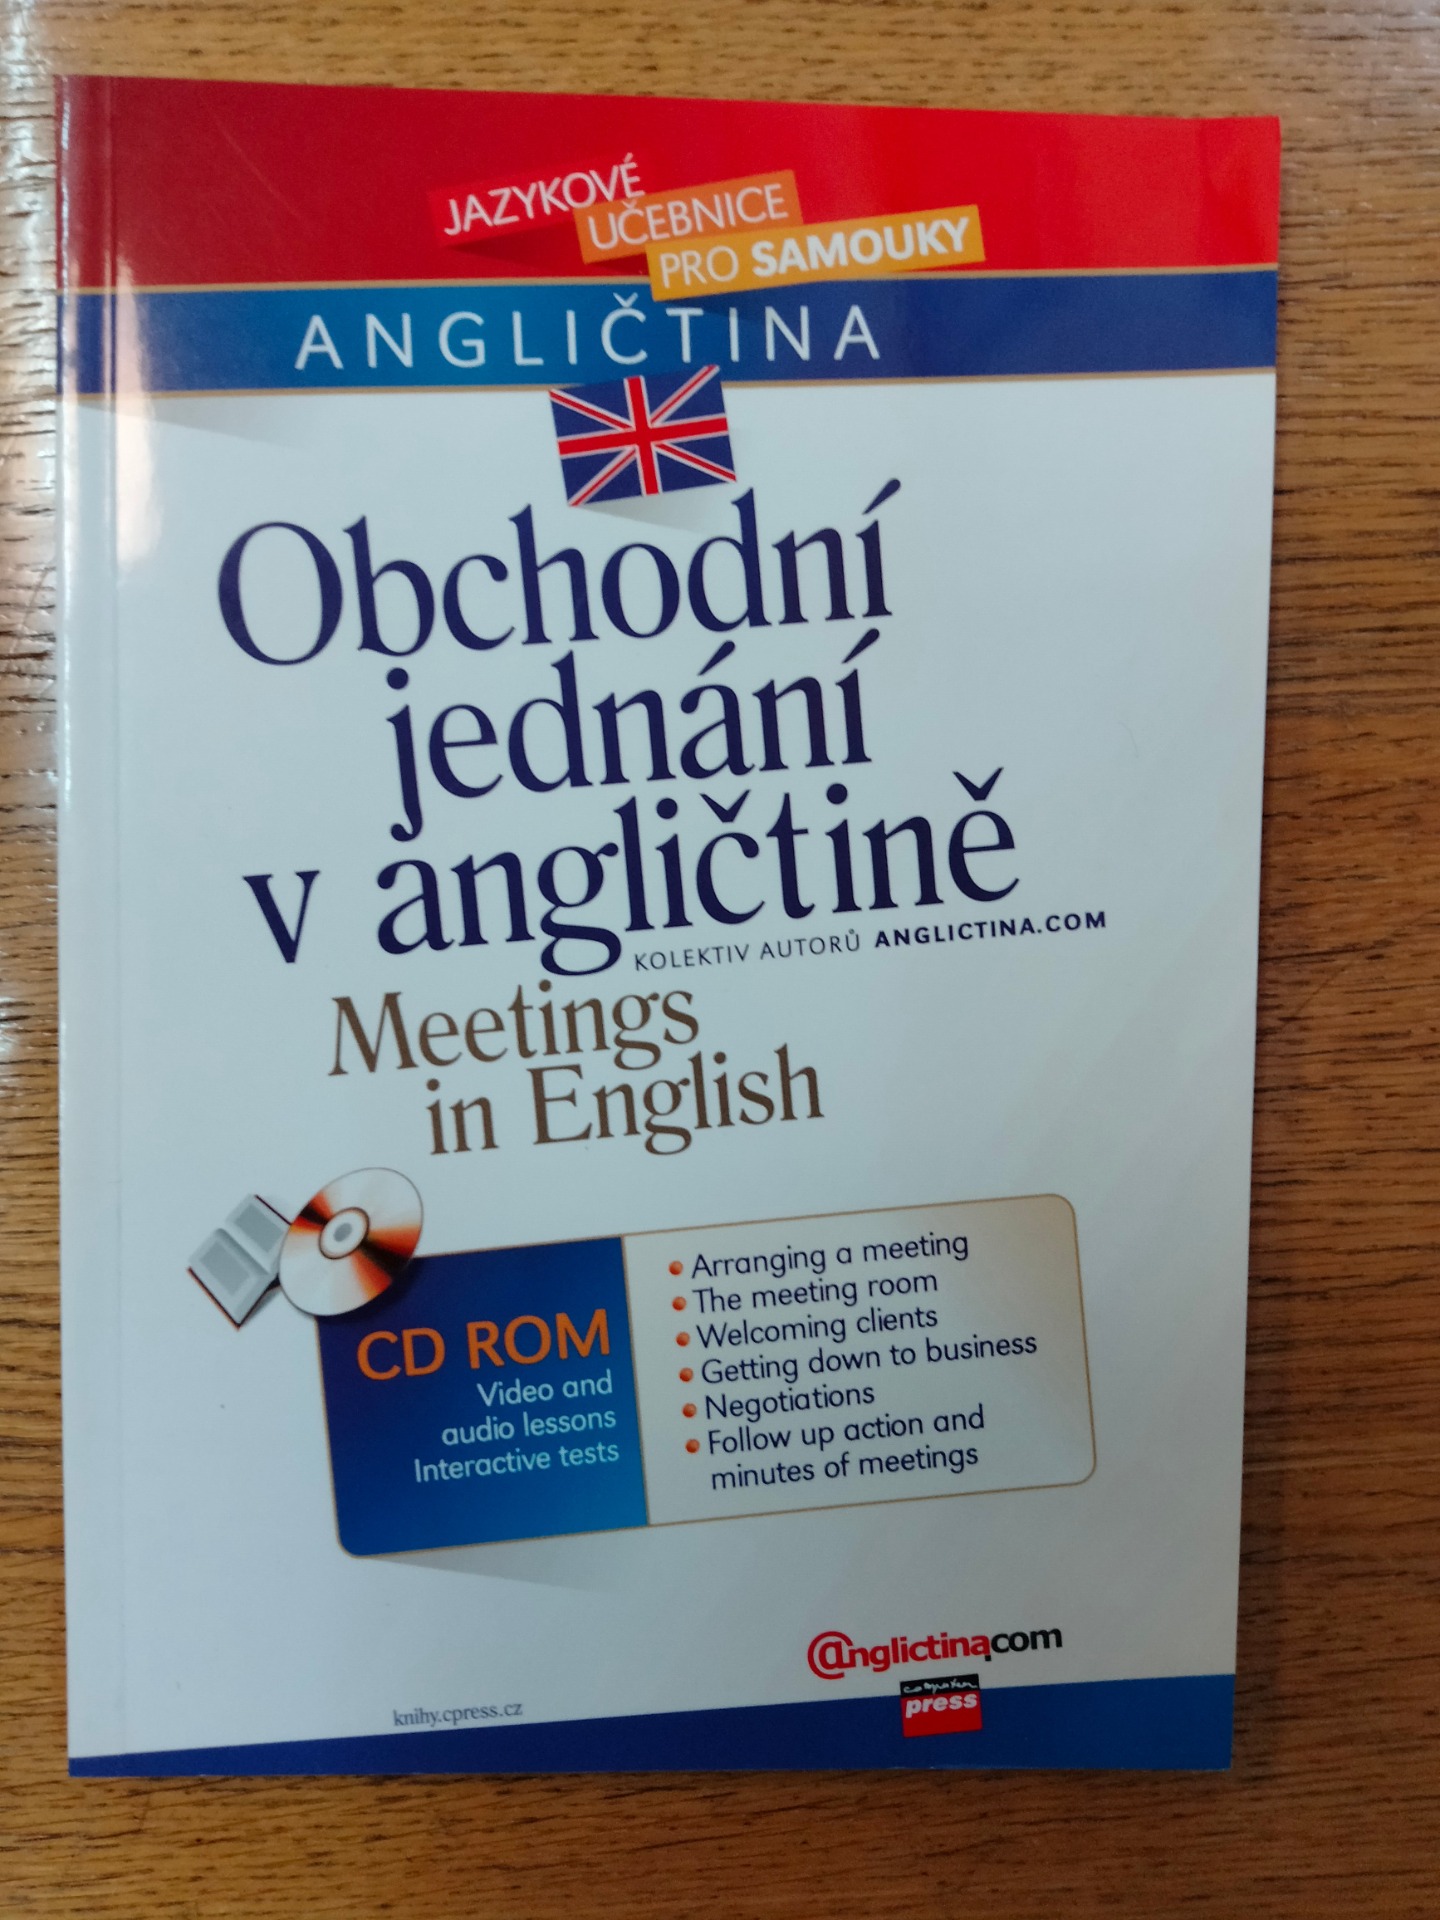 JAZYKOVÉ
UČEBNICE
PRO SAMOUKY
ANGLIČTINA
Obchodní
jednání
v angličtině
KOLEKTIV AUTORŮ ANGLICTINA.COM
Meetings
in English
CD ROM
Video and
audio lessons
Interactive tests
• Arranging a meeting
• The meeting room
• Welcoming clients
• Getting down to business
• Negotiations
• Follow up action and
minutes of meetings
@nglictina.com
computer
press
knihy.cpress.cz